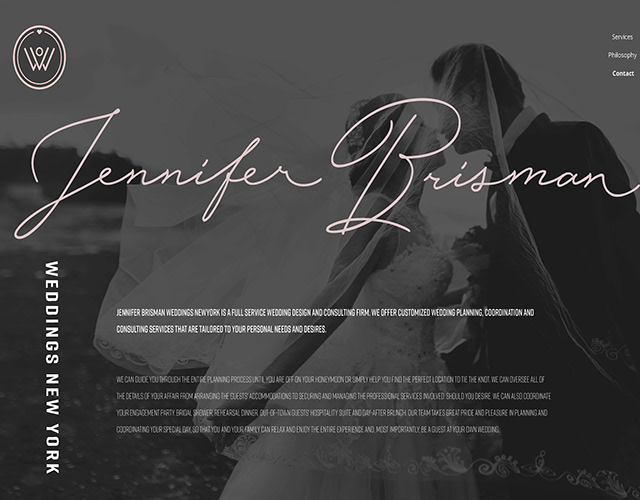 Services
Philosophy
Contact
W
Jennifer Brisman
WEDDINGS NEW YORK
JENNIFER BRISMAN WEDDINGS NEWYORK IS A FULL SERVICE WEDDING DESIGN AND CONSULTING FIRM. WE OFFER CUSTOMIZED WEDDING PLANNING, COORDINATION AND
CONSULTING SERVICES THAT ARE TAILORED TO YOUR PERSONAL NEEDS AND DESIRES.
WE CAN GUIDE YOU THROUGH THE ENTIRE PLANNING PROCESS UNTIL YOU ARE OFF ON YOUR HONEYMOON OR SIMPLY HELP YOU FIND THE PERFECT LOCATION TO TIE THE KNOT. WE CAN OVERSEE ALL OF
THE DETAILS OF YOUR AFFAIR FROM ARRANGING THE GUESTS' ACCOMMODATIONS TO SECURING AND MANAGING THE PROFESSIONAL SERVICES INVOLVED. SHOULD YOU DESIRE, WE CAN ALSO COORDINATE
YOUR ENGAGEMENT PARTY, BRIDAL SHOWER, REHEARSAL DINNER, OUT-OF-TOWN GUESTS' HOSPITALITY SUITE AND DAY-AFTER BRUNCH. OUR TEAM TAKES GREAT PRIDE AND PLEASURE IN PLANNING AND
COORDINATING YOUR SPECIAL DAY, SO THAT YOU AND YOUR FAMILY CAN RELAX AND ENJOY THE ENTIRE EXPERIENCE AND, MOST IMPORTANTLY, BE A GUEST AT YOUR OWN WEDDING.